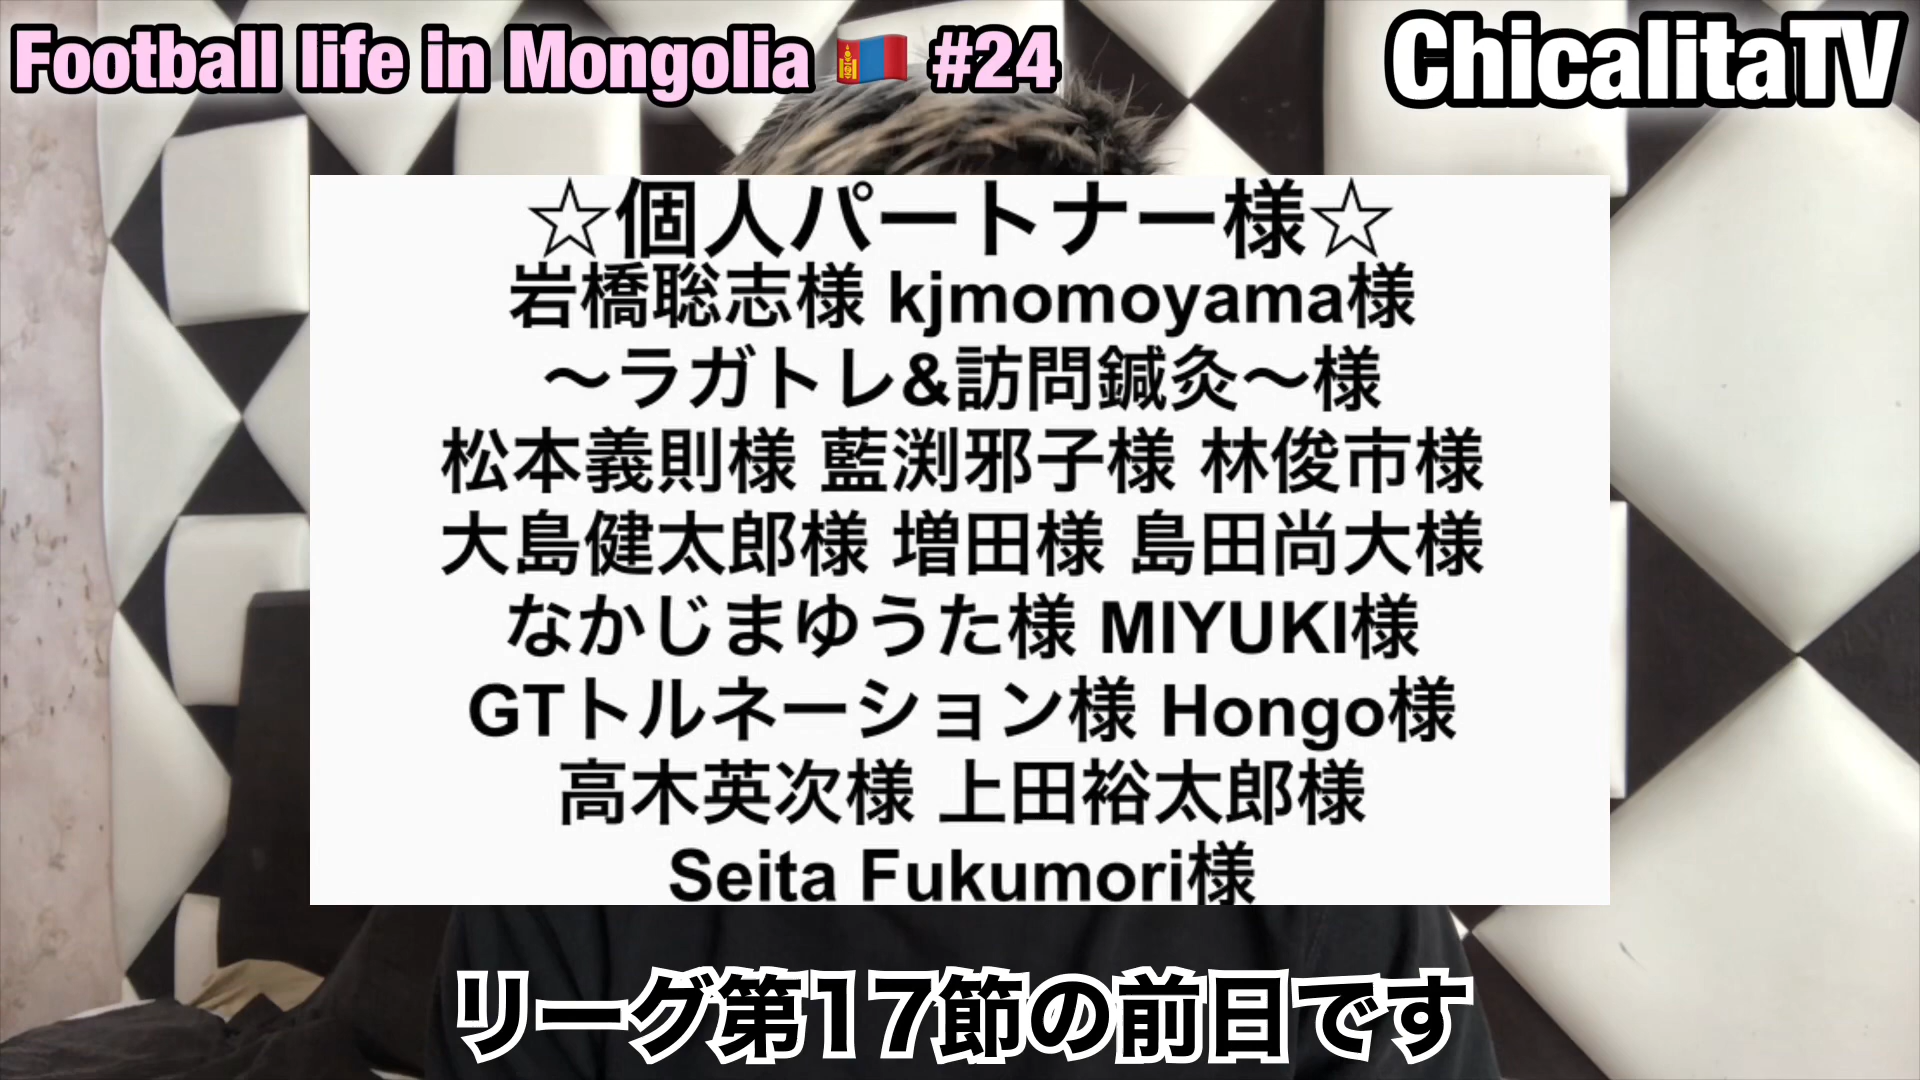 Football life in Mongolia 🇲🇳 #24
ChicalitaTV
☆個人パートナー様☆
岩橋聡志様 kjmomoyama様
〜ラガトレ&訪問鍼灸〜様
松本義則様 藍渕邪子様 林俊市様
大島健太郎様 増田様 島田尚大様
なかじまゆうた様 MIYUKI様
GTトルネーション様 Hongo様
高木英次様 上田裕太郎様
Seita Fukumori様
リーグ第17節の前日です